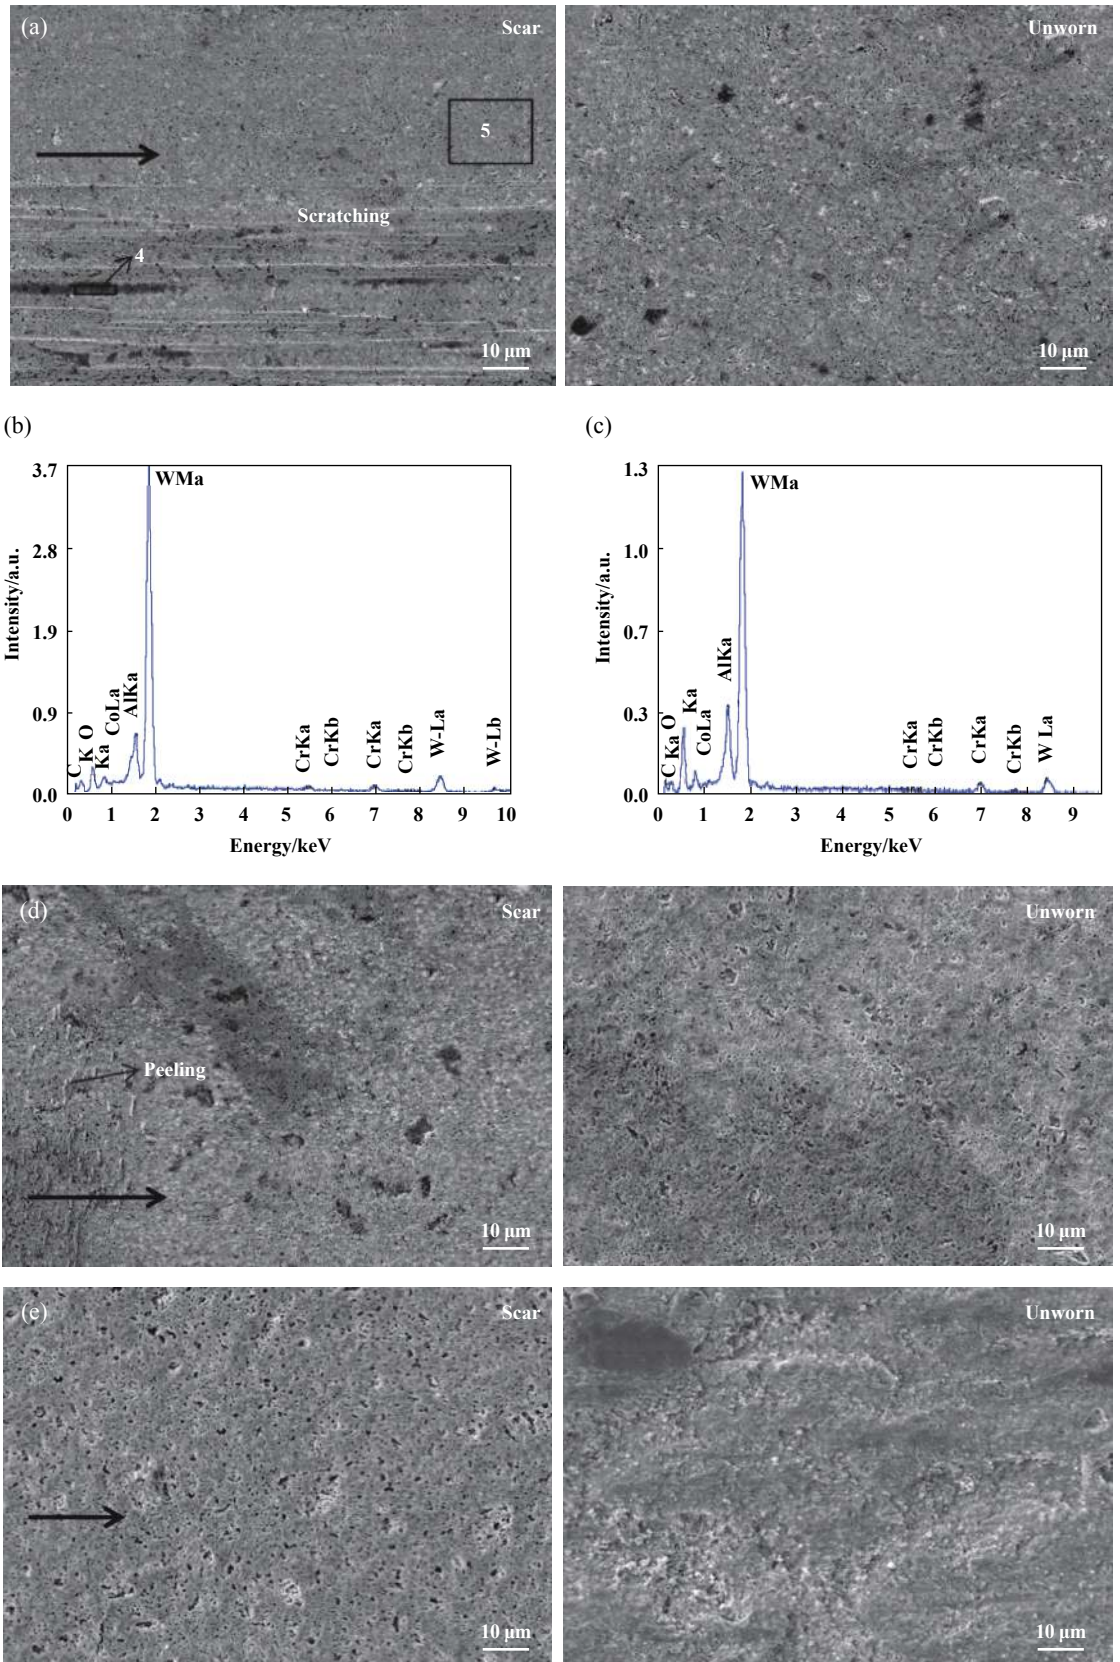 (a)
Scar
Unworn
5
Scratching
4
10 μm
10 μm
(b)
(c)
3.7
2.8
1.9
0.9
0.0
Intensity/a.u.
WMa
C
K
O
Ka
CoLa
AlKa
CrKa
CrKb
CrKa
CrKb
W-La
W-Lb
0 1 2 3 4 5 6 7 8 9 10
Energy/keV
1.3
1.0
0.7
0.3
0.0
Intensity/a.u.
WMa
C
Ka
O
Ka
CoLa
AlKa
CrKa
CrKb
CrKa
CrKb
W La
0 1 2 3 4 5 6 7 8 9
Energy/keV
(d)
Scar
Unworn
Peeling
10 μm
10 μm
(e)
Scar
Unworn
10 μm
10 μm